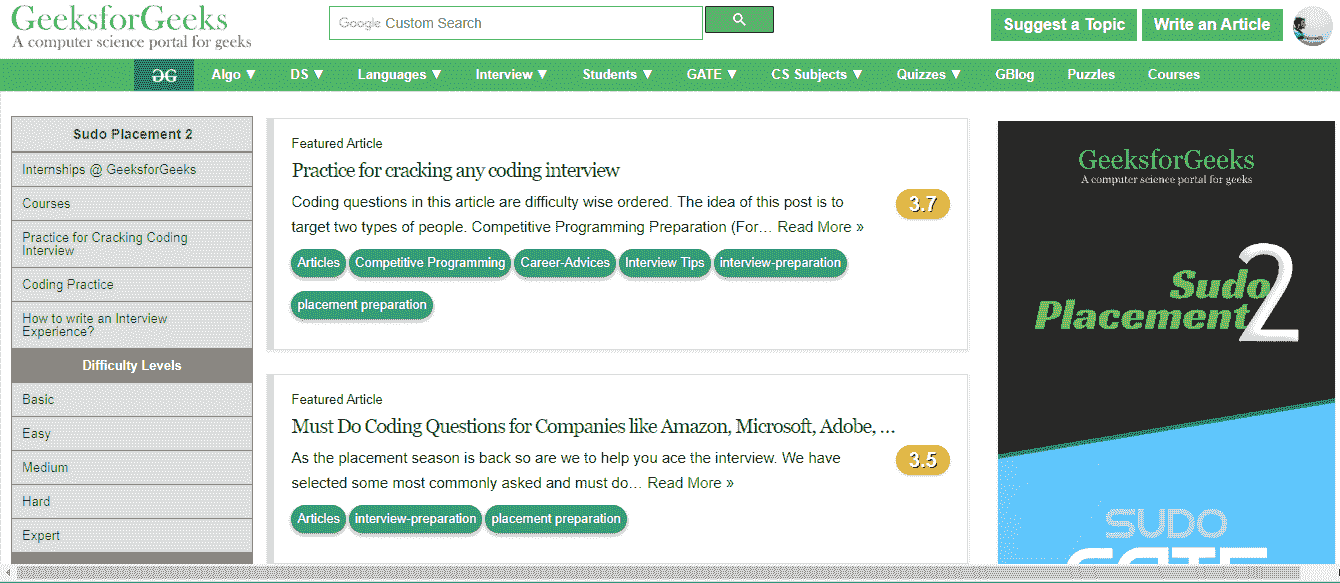 GeeksforGeeks
A computer science portal for geeks
Google Custom Search
Suggest a Topic
Write an Article
GG
Algo ▼
DS ▼
Languages ▼
Interview ▼
Students ▼
GATE ▼
CS Subjects ▼
Quizzes ▼
GBlog
Puzzles
Courses
Sudo Placement 2
Internships @ GeeksforGeeks
Courses
Practice for Cracking Coding
Interview
Coding Practice
How to write an Interview
Experience?
Difficulty Levels
Basic
Easy
Medium
Hard
Expert
Featured Article
Practice for cracking any coding interview
Coding questions in this article are difficulty wise ordered. The idea of this post is to
target two types of people. Competitive Programming Preparation (For… Read More »
3.7
Articles
Competitive Programming
Career-Advices
Interview Tips
interview-preparation
placement preparation
Featured Article
Must Do Coding Questions for Companies like Amazon, Microsoft, Adobe, …
As the placement season is back so are we to help you ace the interview. We have
selected some most commonly asked and must do… Read More »
3.5
Articles
interview-preparation
placement preparation
GeeksforGeeks
A computer science portal for geeks
Sudo
Placement 2
SUDO
GATE